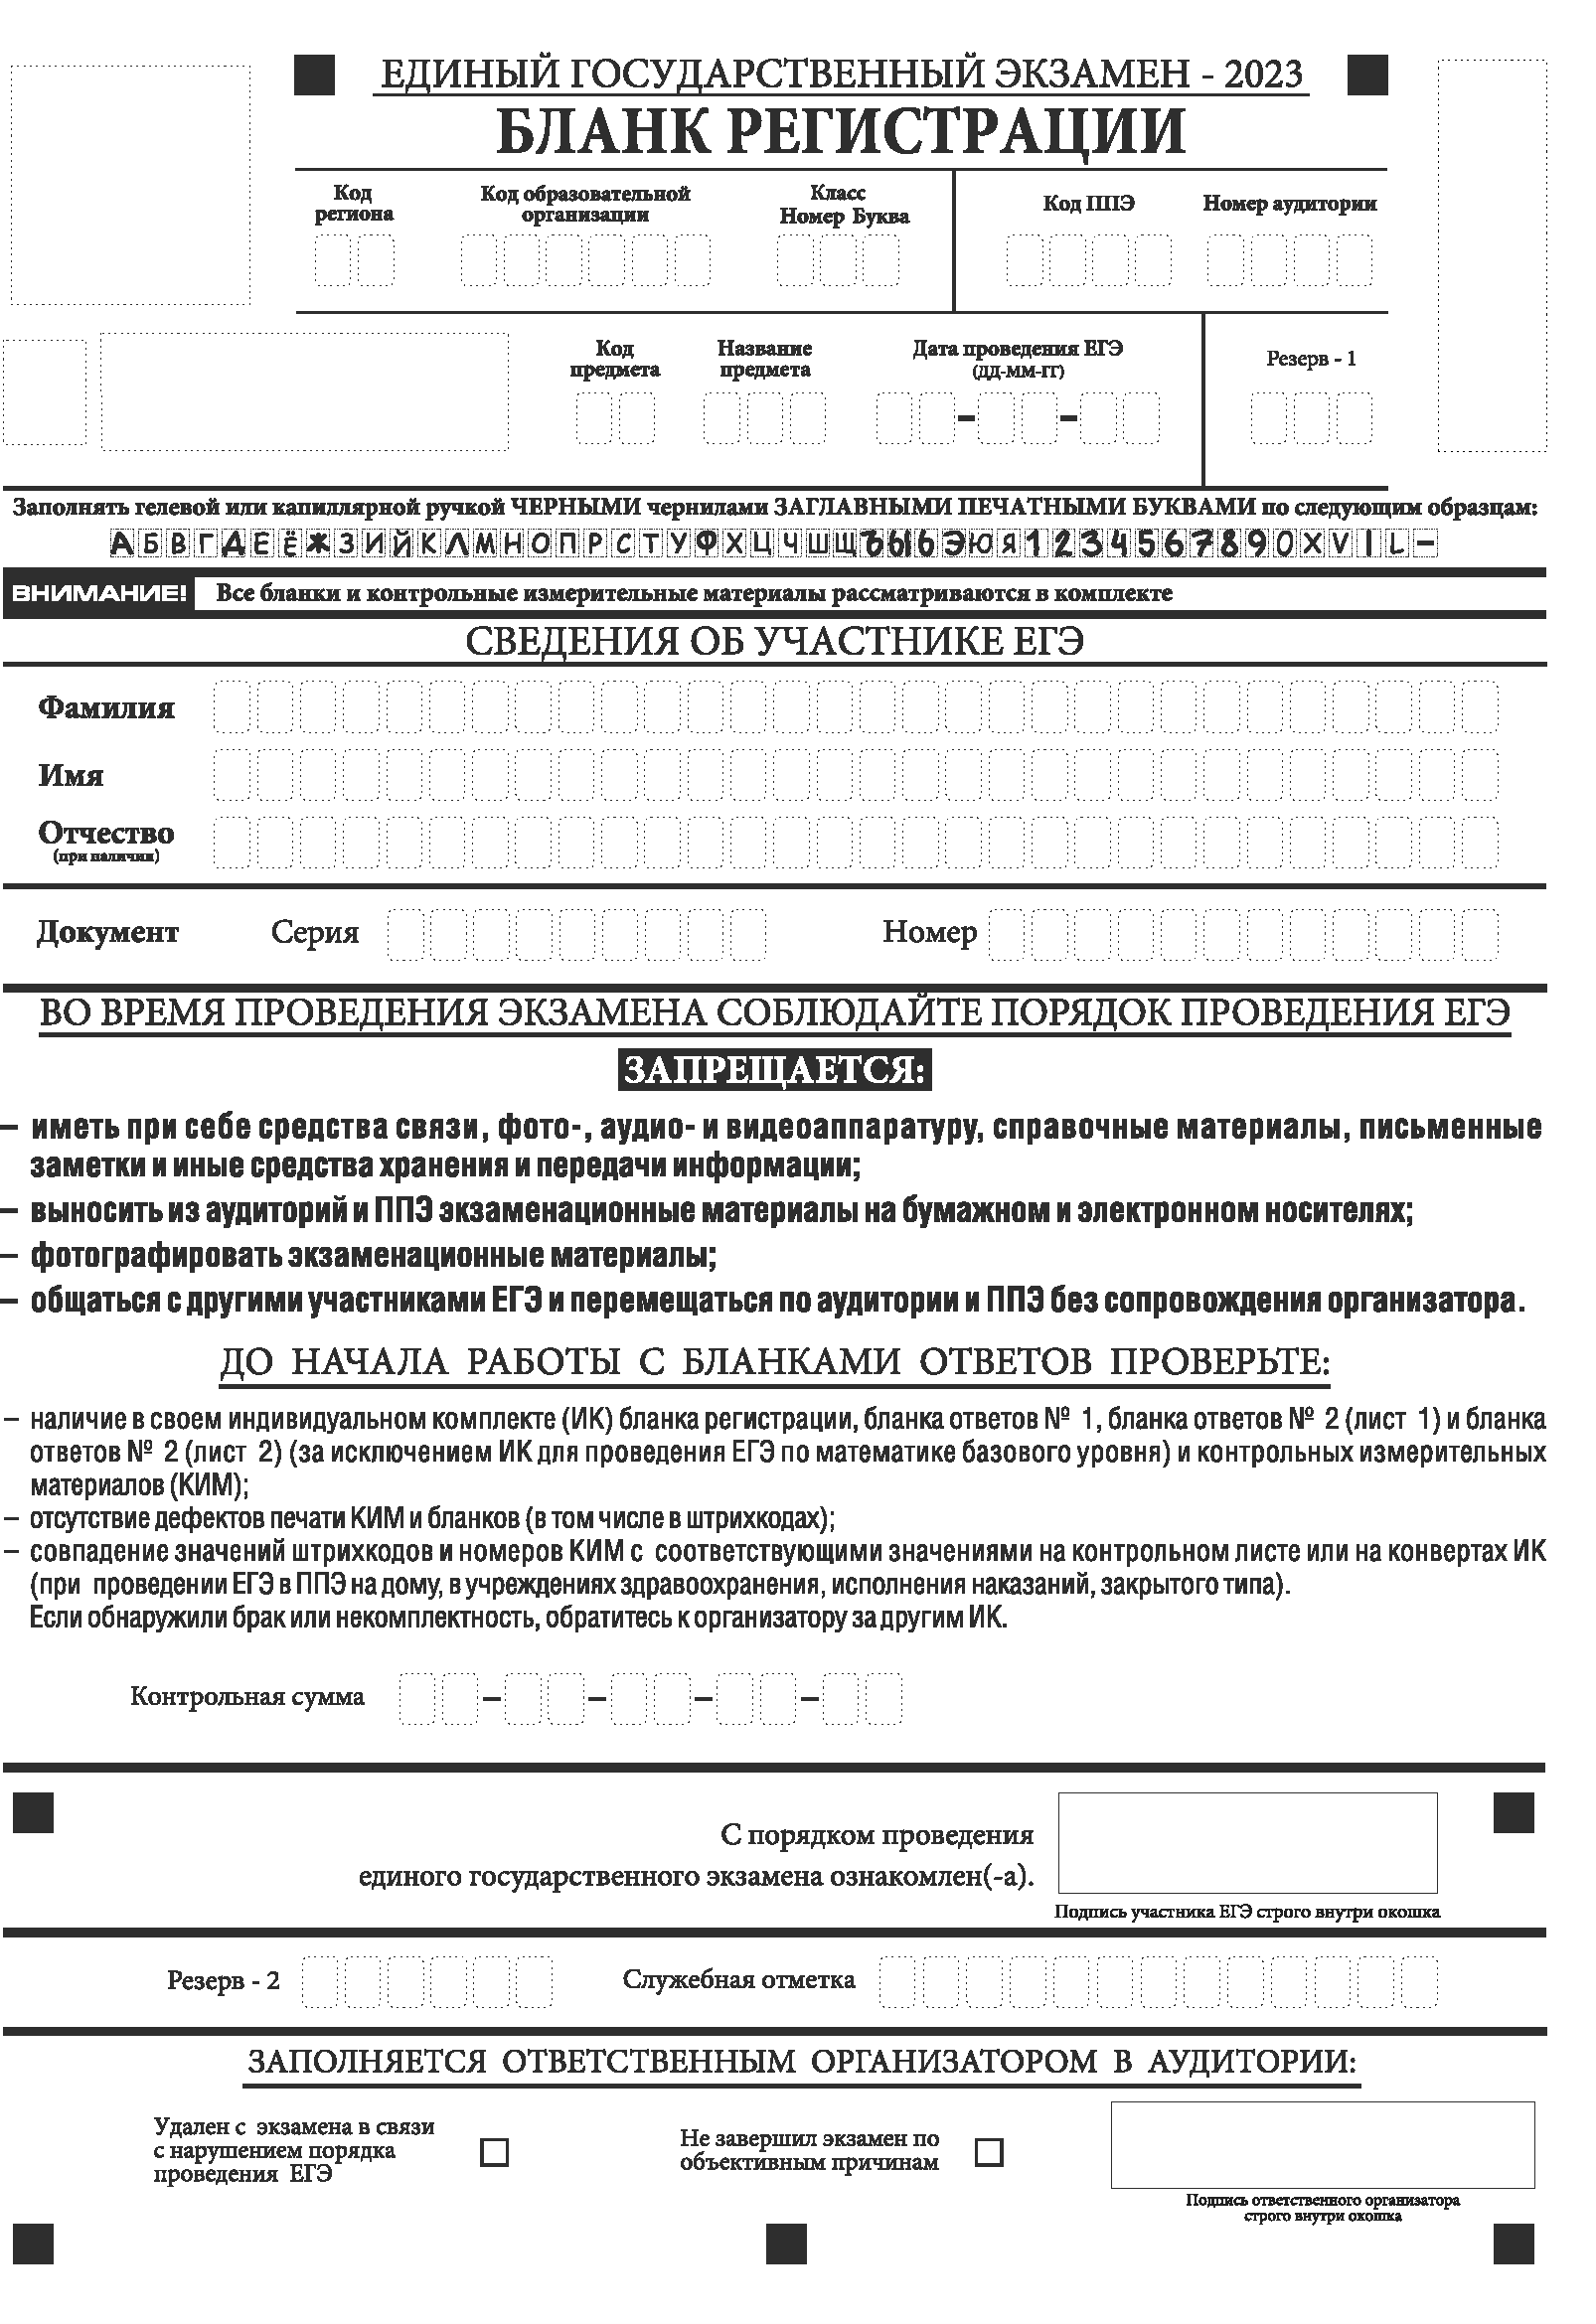 ЕДИНЫЙ ГОСУДАРСТВЕННЫЙ ЭКЗАМЕН - 2023
БЛАНК РЕГИСТРАЦИИ
Код региона
Код образовательной организации
Класс
Номер Буква
Код ППЭ
Номер аудитории
Код предмета
Название предмета
Дата проведения ЕГЭ
(ДД-ММ-ГГ)
Резерв - 1
Заполнять гелевой или капиллярной ручкой ЧЕРНЫМИ чернилами ЗАГЛАВНЫМИ ПЕЧАТНЫМИ БУКВАМИ по следующим образцам:
А Б В Г Д Е Ё Ж З И Й К Л М Н О П Р С Т У Ф Х Ц Ч Ш Щ Ъ Ы Ь Э Ю Я 1 2 3 4 5 6 7 8 9 0 X V I L -
ВНИМАНИЕ! Все бланки и контрольные измерительные материалы рассматриваются в комплекте
СВЕДЕНИЯ ОБ УЧАСТНИКЕ ЕГЭ
Фамилия
Имя
Отчество
(при наличии)
Документ Серия Номер
ВО ВРЕМЯ ПРОВЕДЕНИЯ ЭКЗАМЕНА СОБЛЮДАЙТЕ ПОРЯДОК ПРОВЕДЕНИЯ ЕГЭ
ЗАПРЕЩАЕТСЯ:
– иметь при себе средства связи, фото-, аудио- и видеоаппаратуру, справочные материалы, письменные
заметки и иные средства хранения и передачи информации;
– выносить из аудиторий и ППЭ экзаменационные материалы на бумажном и электронном носителях;
– фотографировать экзаменационные материалы;
– общаться с другими участниками ЕГЭ и перемещаться по аудитории и ППЭ без сопровождения организатора.
ДО НАЧАЛА РАБОТЫ С БЛАНКАМИ ОТВЕТОВ ПРОВЕРЬТЕ:
– наличие в своем индивидуальном комплекте (ИК) бланка регистрации, бланка ответов № 1, бланка ответов № 2 (лист 1) и бланка
ответов № 2 (лист 2) (за исключением ИК для проведения ЕГЭ по математике базового уровня) и контрольных измерительных
материалов (КИМ);
– отсутствие дефектов печати КИМ и бланков (в том числе в штрихкодах);
– совпадение значений штрихкодов и номеров КИМ с соответствующими значениями на контрольном листе или на конвертах ИК
(при проведении ЕГЭ в ППЭ на дому, в учреждениях здравоохранения, исполнения наказаний, закрытого типа).
Если обнаружили брак или некомплектность, обратитесь к организатору за другим ИК.
Контрольная сумма
С порядком проведения
единого государственного экзамена ознакомлен(-а).
Подпись участника ЕГЭ строго внутри окошка
Резерв - 2 Служебная отметка
ЗАПОЛНЯЕТСЯ ОТВЕТСТВЕННЫМ ОРГАНИЗАТОРОМ В АУДИТОРИИ:
Удален с экзамена в связи
с нарушением порядка
проведения ЕГЭ
Не завершил экзамен по
объективным причинам
Подпись ответственного организатора
строго внутри окошка